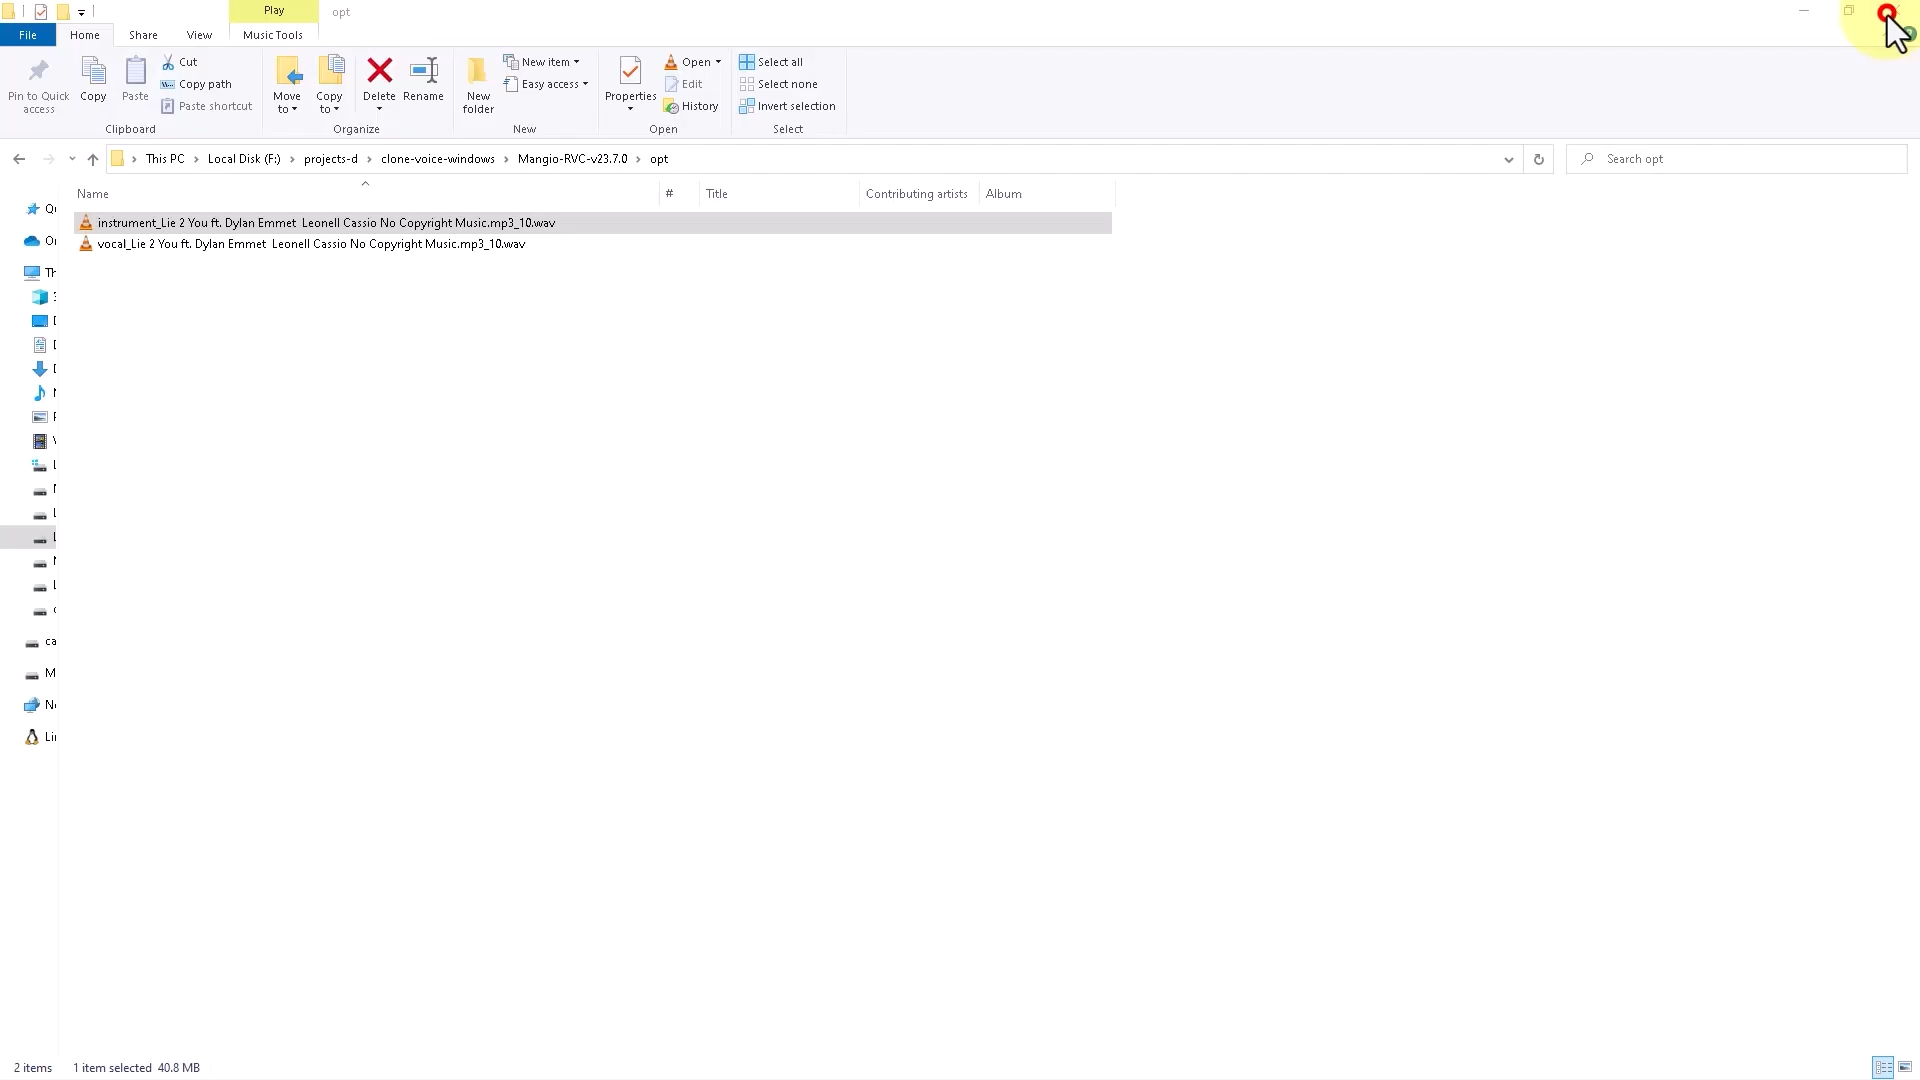 Play
opt
File
Home
Share
View
Music Tools
Pin to Quick
access
Copy
Paste
Cut
Copy path
Paste shortcut
Clipboard
Move
to
Copy
to
Delete
Rename
Organize
New
folder
New item
Easy access
New
Properties
Open
Edit
History
Open
Select all
Select none
Invert selection
Select
This PC
Local Disk (F:)
projects-d
clone-voice-windows
Mangio-RVC-v23.7.0
opt
Search opt
Name
#
Title
Contributing artists
Album
instrument_Lie 2 You ft. Dylan Emmet  Leonell Cassio No Copyright Music.mp3_10.wav
vocal_Lie 2 You ft. Dylan Emmet  Leonell Cassio No Copyright Music.mp3_10.wav
2 items
1 item selected 40.8 MB